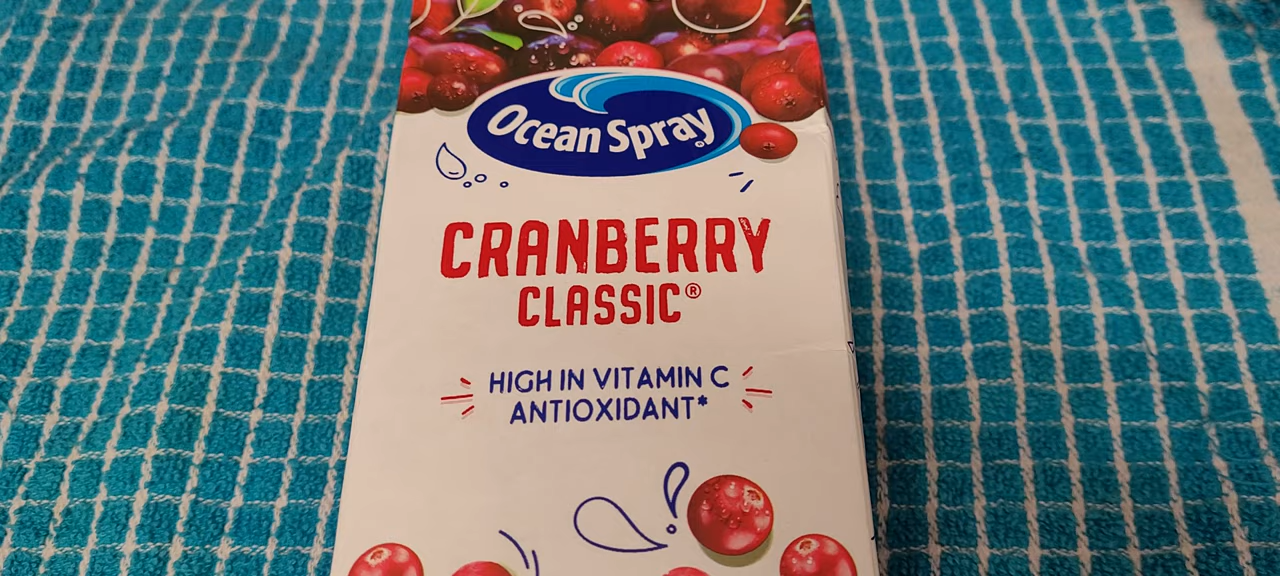 Ocean Spray
CRANBERRY
CLASSIC®
HIGH IN VITAMIN C
ANTIOXIDANT*